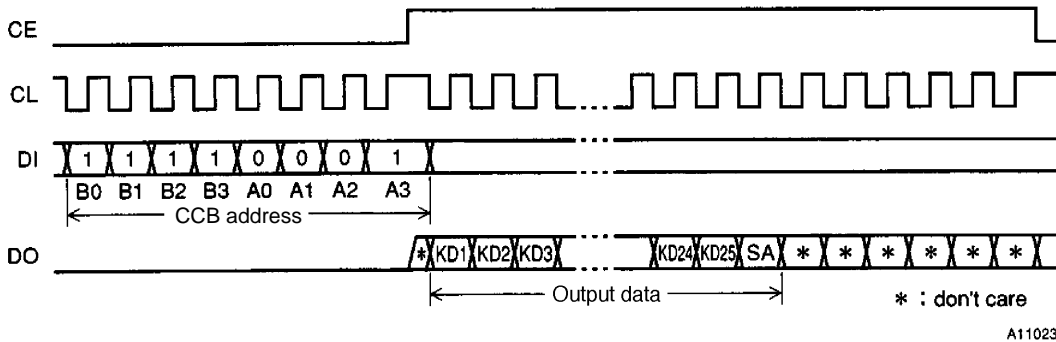 CE
CL
DI 1 1 1 1 0 0 0 1
B0 B1 B2 B3 A0 A1 A2 A3
CCB address
DO * KD1 KD2 KD3 KD24 KD25 SA * * * * * *
Output data
* : don't care
A11023